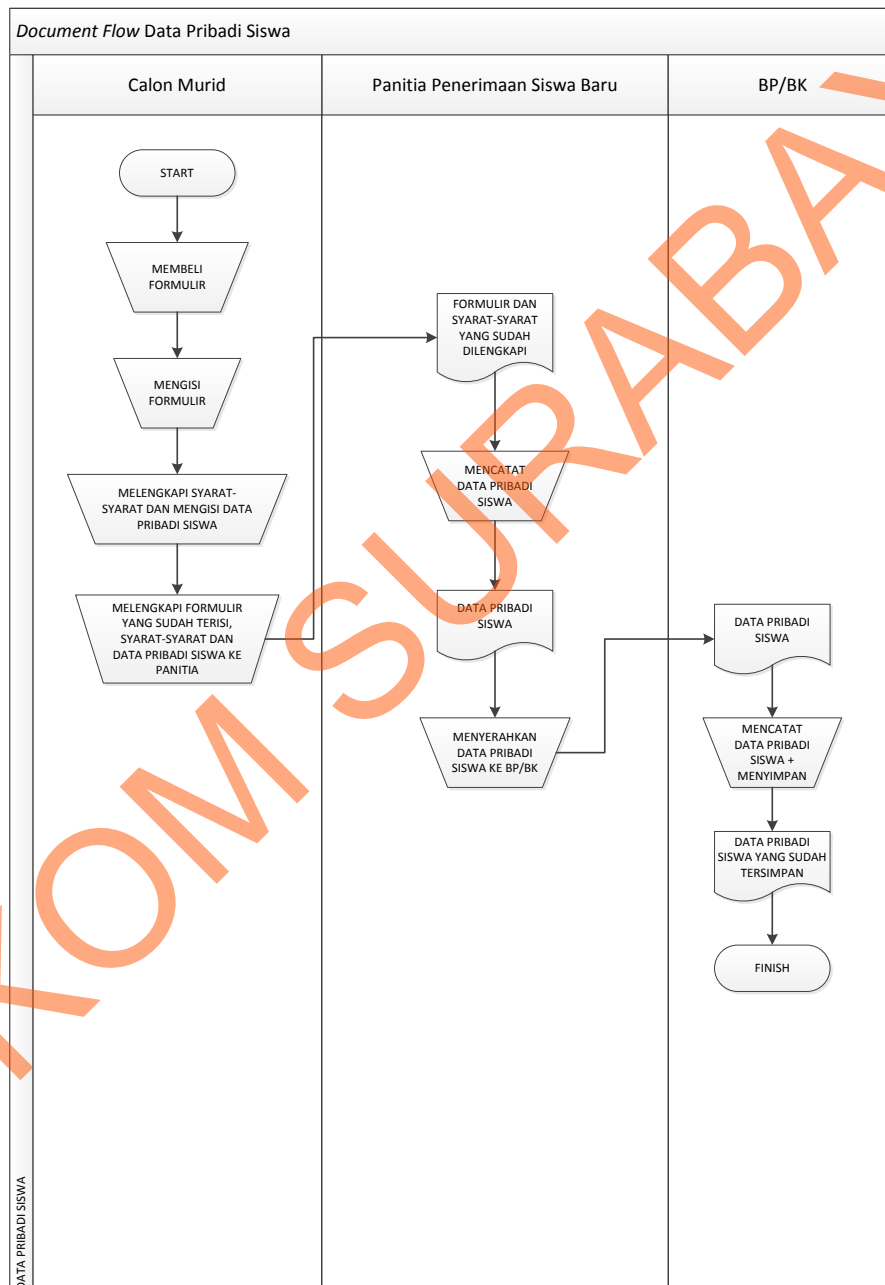 Document Flow Data Pribadi Siswa
Calon Murid
Panitia Penerimaan Siswa Baru
BP/BK
START
MEMBELI
FORMULIR
MENGISI
FORMULIR
MELENGKAPI SYARAT-
SYARAT DAN MENGISI DATA
PRIBADI SISWA
MELENGKAPI FORMULIR
YANG SUDAH TERISI,
SYARAT-SYARAT DAN
DATA PRIBADI SISWA KE
PANITIA
FORMULIR DAN
SYARAT-SYARAT
YANG SUDAH
DILENGKAPI
MENCATAT
DATA PRIBADI
SISWA
DATA PRIBADI
SISWA
MENYERAHKAN
DATA PRIBADI
SISWA KE BP/BK
DATA PRIBADI
SISWA
MENCATAT
DATA PRIBADI
SISWA +
MENYIMPAN
DATA PRIBADI
SISWA YANG SUDAH
TERSIMPAN
FINISH
DATA PRIBADI SISWA
KOM SURABAY